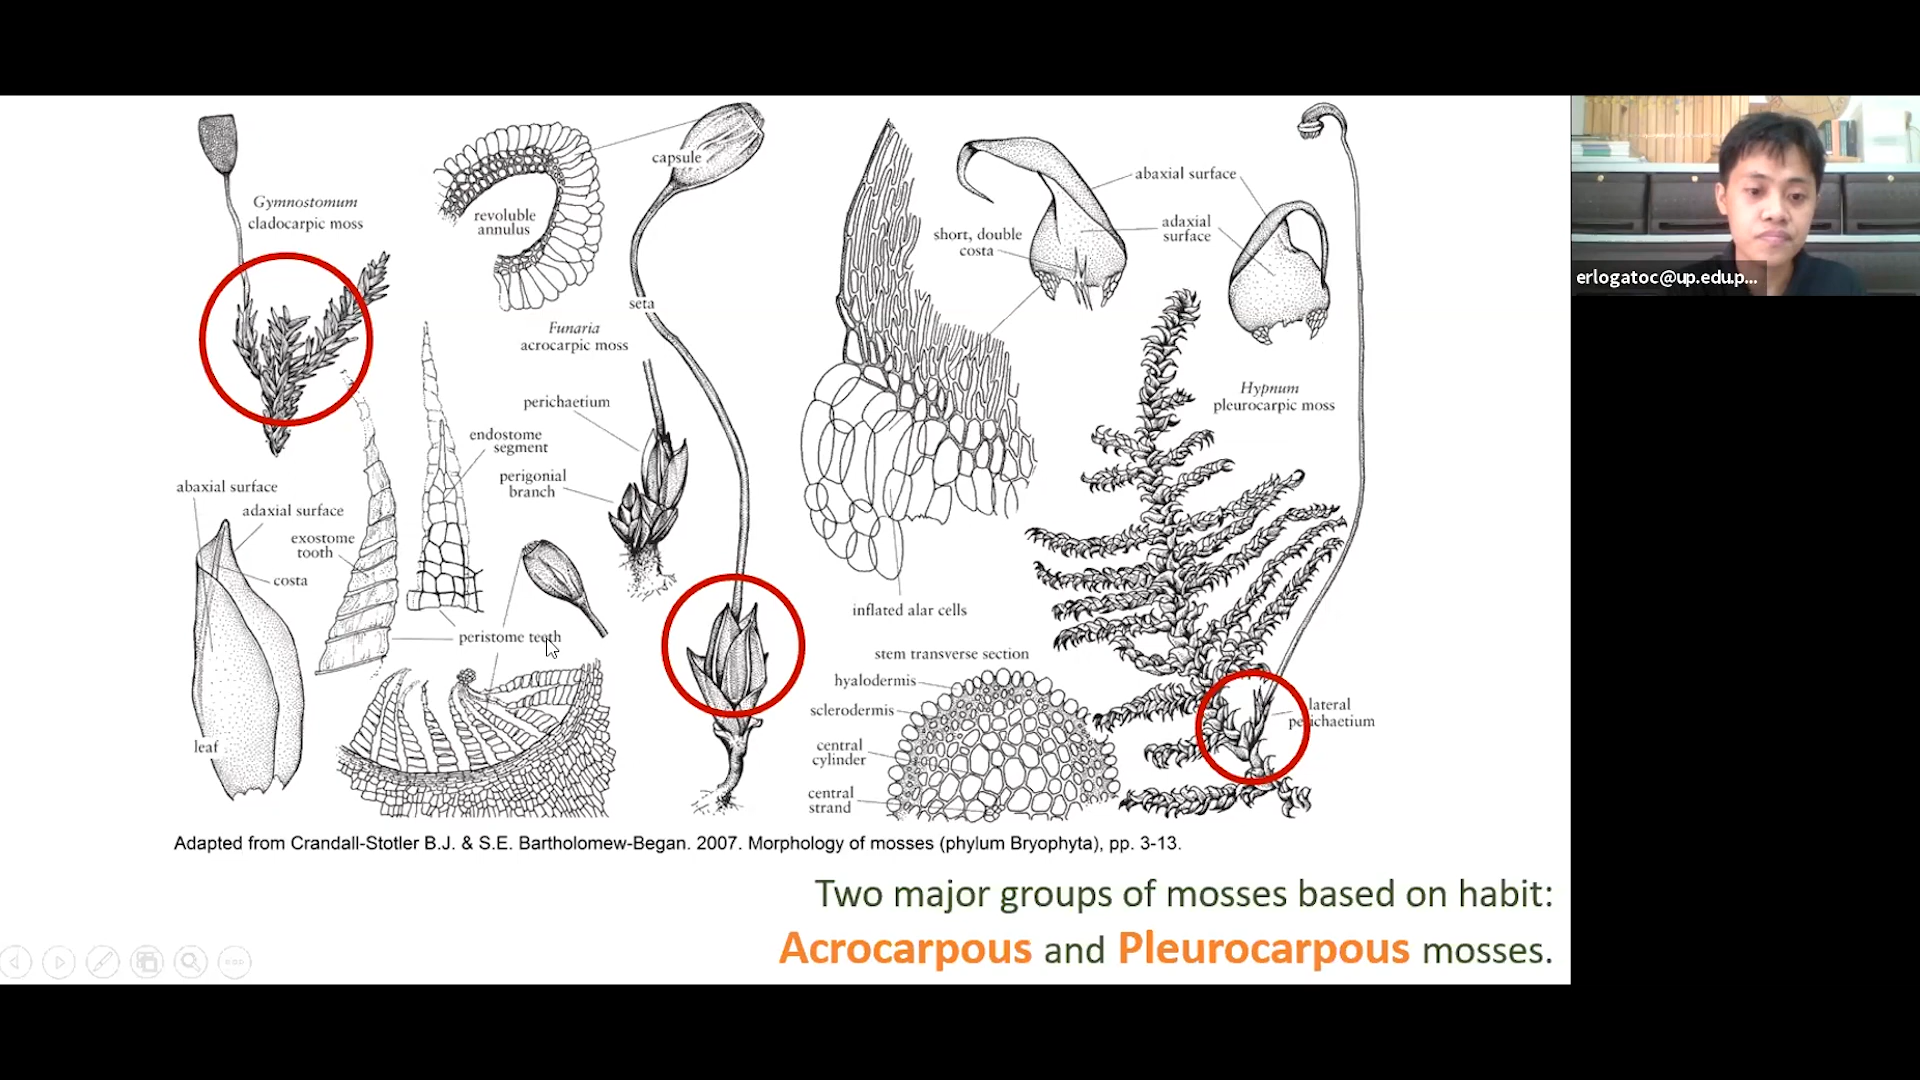 Gymnostomum
cladocarpic moss
revoluble
annulus
capsule
seta
Funaria
acrocarpic moss
perichaetium
endostome
segment
perigonial
branch
abaxial surface
adaxial surface
exostome
tooth
costa
peristome teeth
leaf
abaxial surface
adaxial
surface
short, double
costa
Hypnum
pleurocarpic moss
inflated alar cells
stem transverse section
hyalodermis
sclerodermis
central
cylinder
central
strand
lateral
perichaetium
Adapted from Crandall-Stotler B.J. & S.E. Bartholomew-Began. 2007. Morphology of mosses (phylum Bryophyta), pp. 3-13.
Two major groups of mosses based on habit:
Acrocarpous and Pleurocarpous mosses.
erlogatoc@up.edu.p...